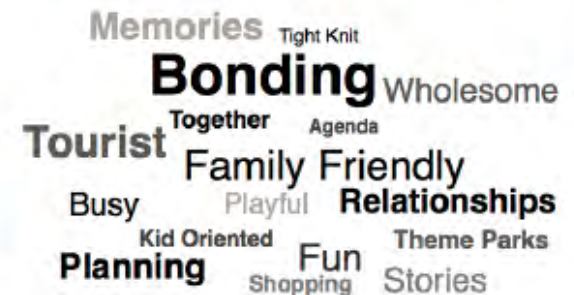 Memories Tight Knit
Bonding Wholesome
Together Agenda
Tourist Family Friendly
Busy Playful Relationships
Kid Oriented Theme Parks
Planning Fun
Shopping Stories